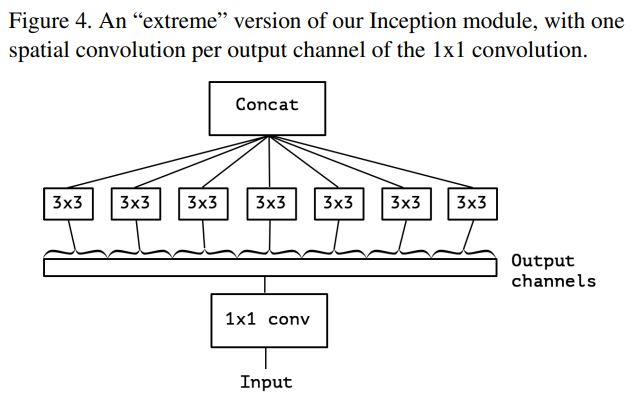 Figure 4. An “extreme” version of our Inception module, with one
spatial convolution per output channel of the 1x1 convolution.
Concat
3x3 3x3 3x3 3x3 3x3 3x3 3x3
Output
channels
1x1 conv
Input